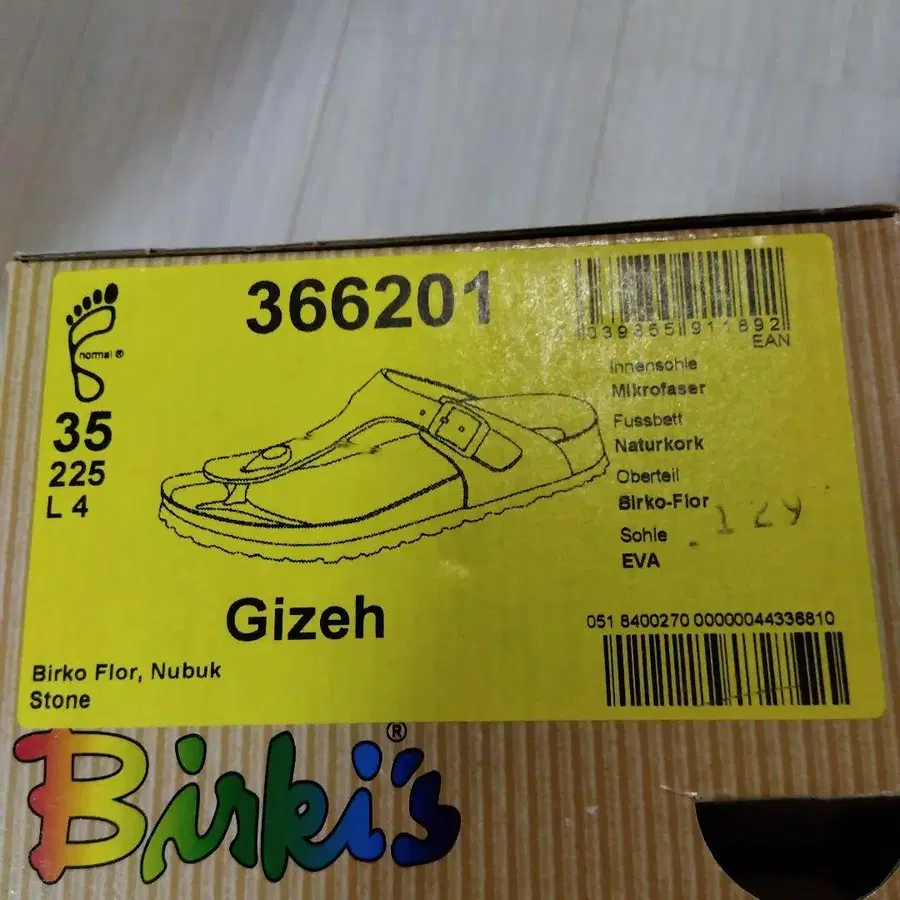 366201
normal ®
35
225
L 4
EAN
Innensohle
Mikrofaser
Fussbett
Naturkork
Oberteil
Birko-Flor
Sohle
EVA
Gizeh
Birko Flor, Nubuk
Stone
051 8400270 00000044336810
Birki's®